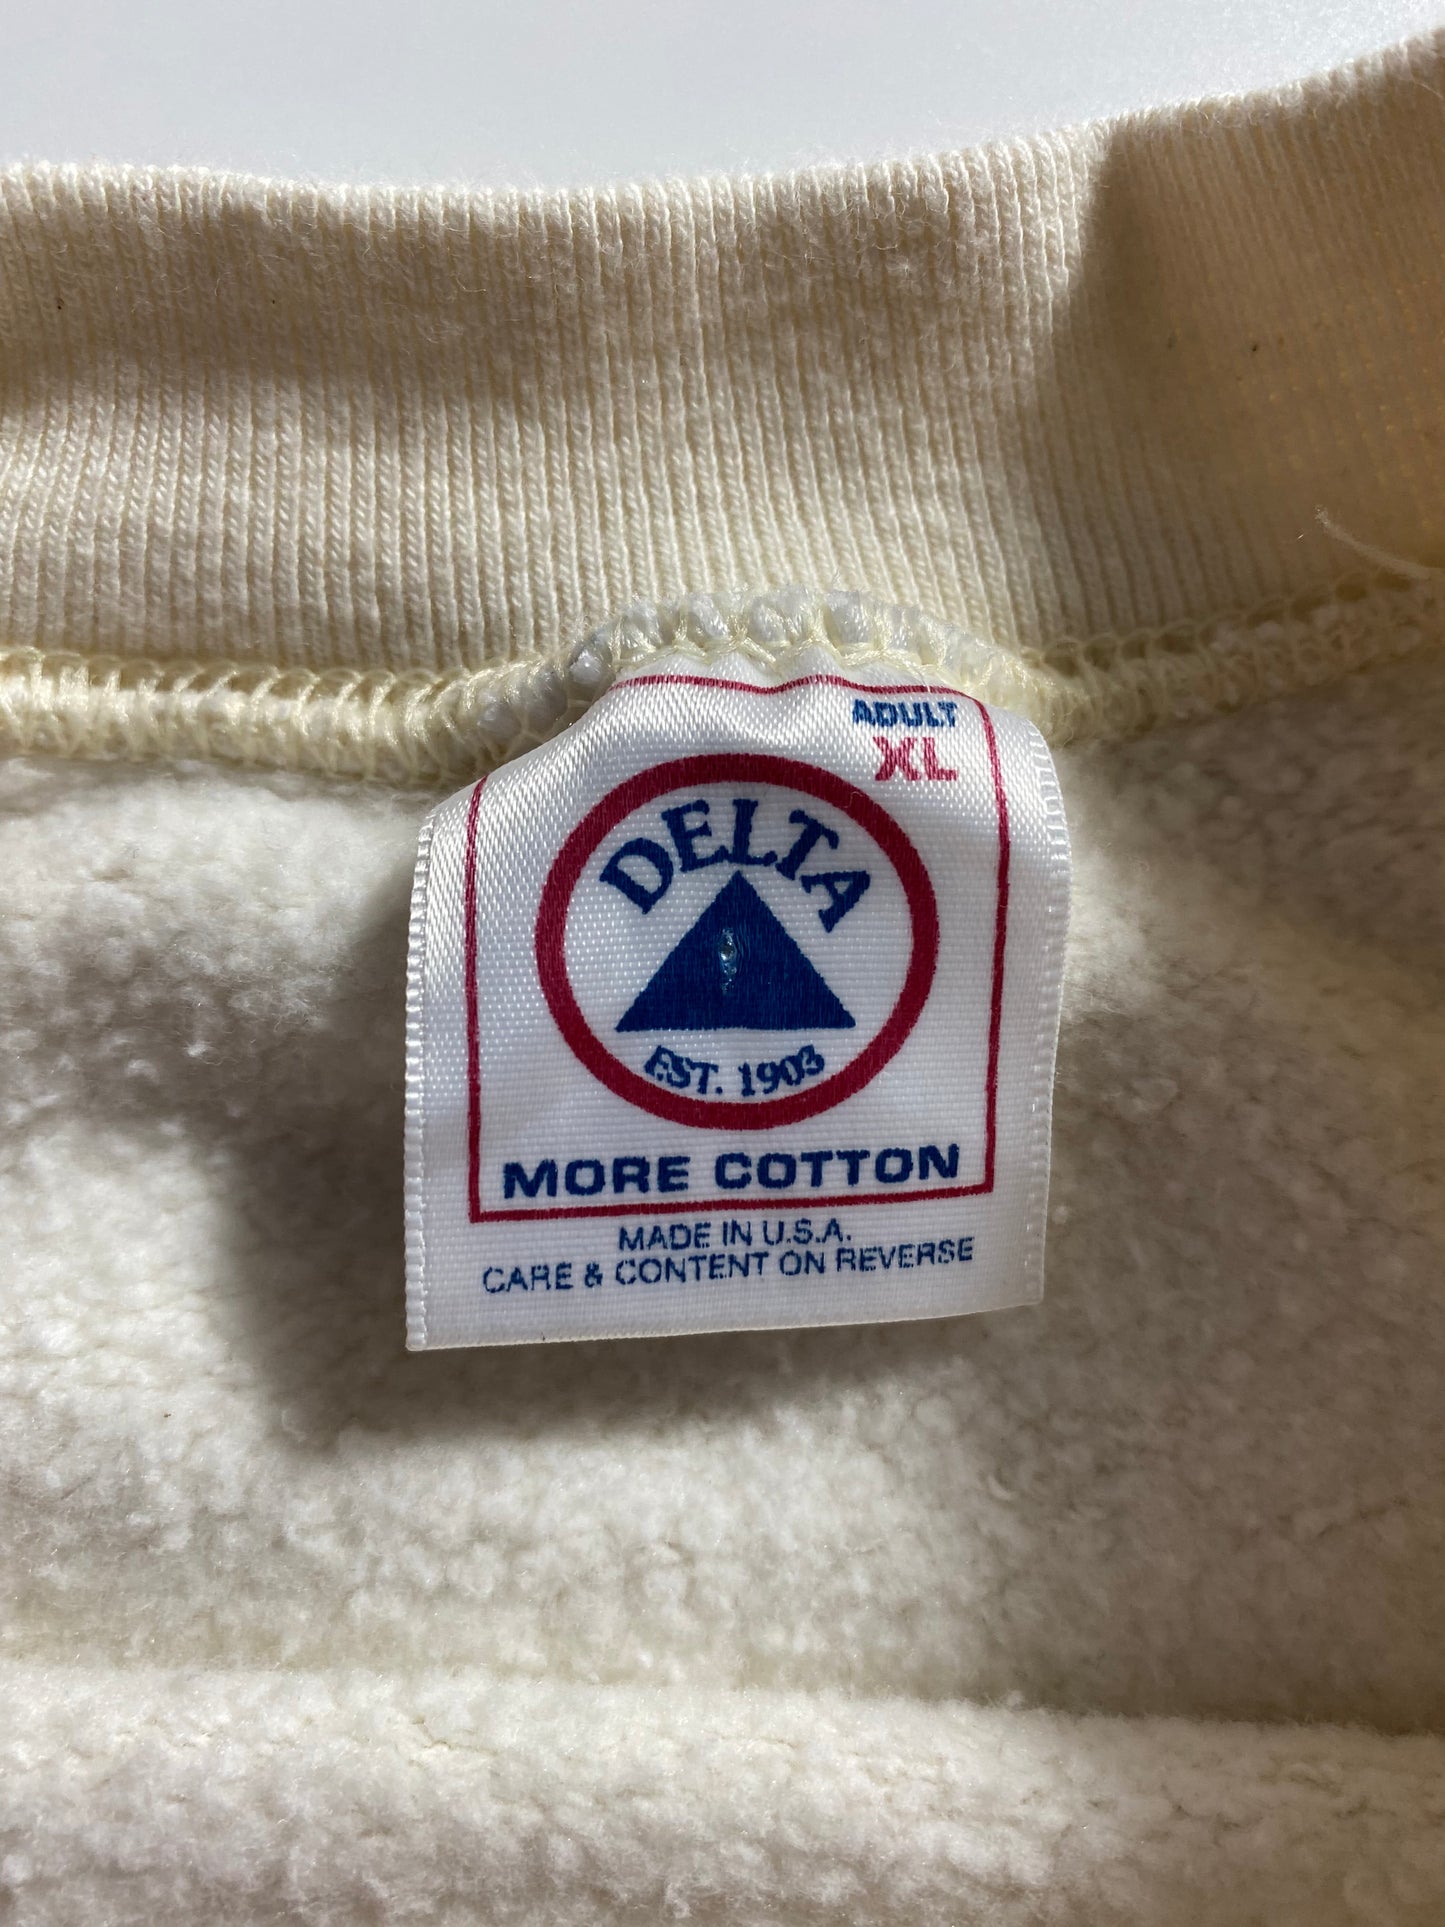 ADULT
XL
DELTA
EST. 1903
MORE COTTON
MADE IN U.S.A.
CARE & CONTENT ON REVERSE